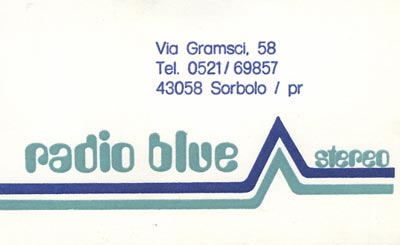 Via Gramsci, 58
Tel. 0521/69857
43058 Sorbolo / pr
radio blue stereo